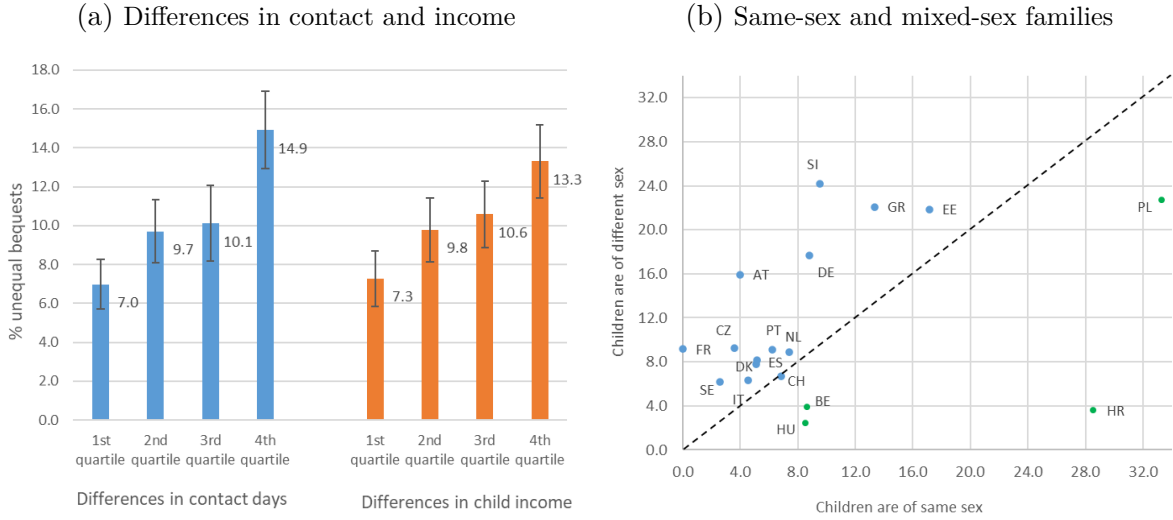 (a) Differences in contact and income
18.0
16.0
14.0
12.0
10.0
8.0
6.0
4.0
2.0
0.0
% unequal bequests
7.0
9.7
10.1
14.9
7.3
9.8
10.6
13.3
1st
quartile
2nd
quartile
3rd
quartile
4th
quartile
1st
quartile
2nd
quartile
3rd
quartile
4th
quartile
Differences in contact days
Differences in child income
(b) Same-sex and mixed-sex families
32.0
28.0
24.0
20.0
16.0
12.0
8.0
4.0
0.0
Children are of different sex
SI
GR
EE
PL
DE
AT
CZ
PT
NL
FR
DK
ES
SE
IT
CH
BE
HU
HR
0.0 4.0 8.0 12.0 16.0 20.0 24.0 28.0 32.0
Children are of same sex